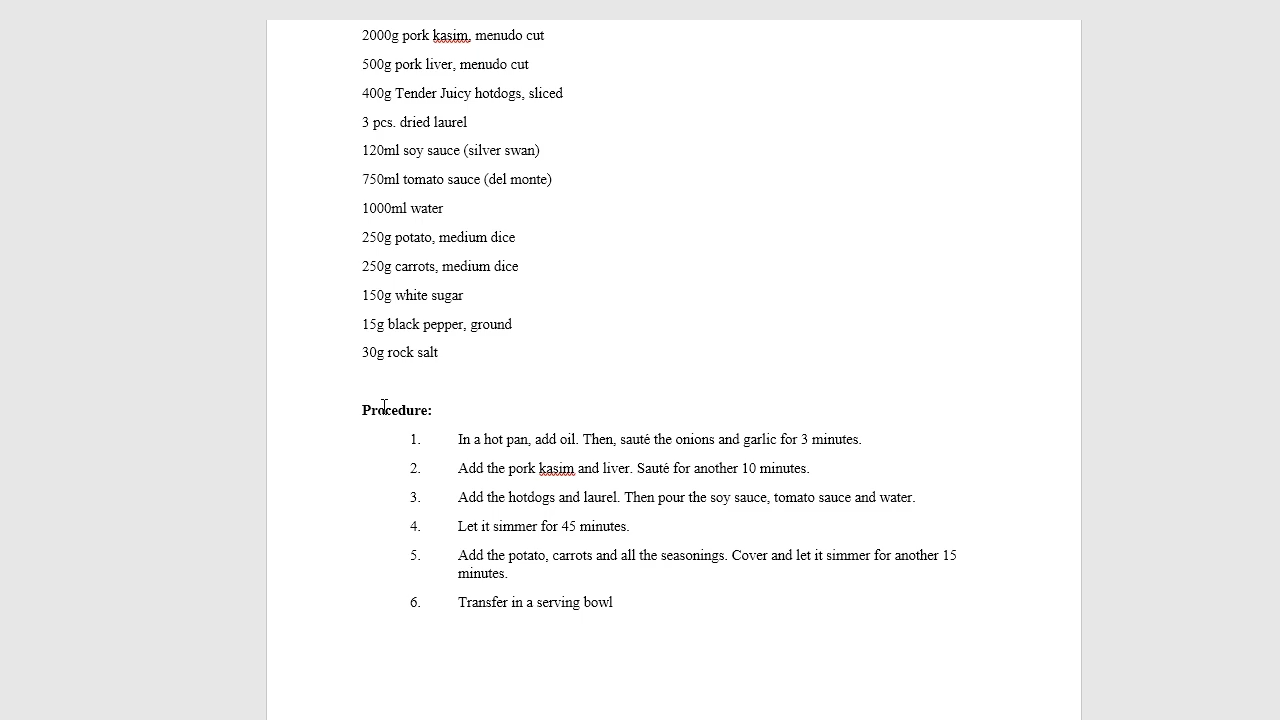 2000g pork kasim, menudo cut
500g pork liver, menudo cut
400g Tender Juicy hotdogs, sliced
3 pcs. dried laurel
120ml soy sauce (silver swan)
750ml tomato sauce (del monte)
1000ml water
250g potato, medium dice
250g carrots, medium dice
150g white sugar
15g black pepper, ground
30g rock salt
Procedure:
1. In a hot pan, add oil. Then, sauté the onions and garlic for 3 minutes.
2. Add the pork kasim and liver. Sauté for another 10 minutes.
3. Add the hotdogs and laurel. Then pour the soy sauce, tomato sauce and water.
4. Let it simmer for 45 minutes.
5. Add the potato, carrots and all the seasonings. Cover and let it simmer for another 15
minutes.
6. Transfer in a serving bowl